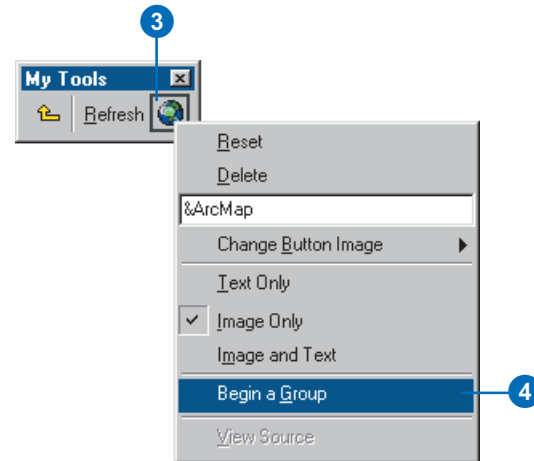 3
My Tools
Refresh
Reset
Delete
&ArcMap
Change Button Image
Text Only
Image Only
Image and Text
Begin a Group
4
View Source